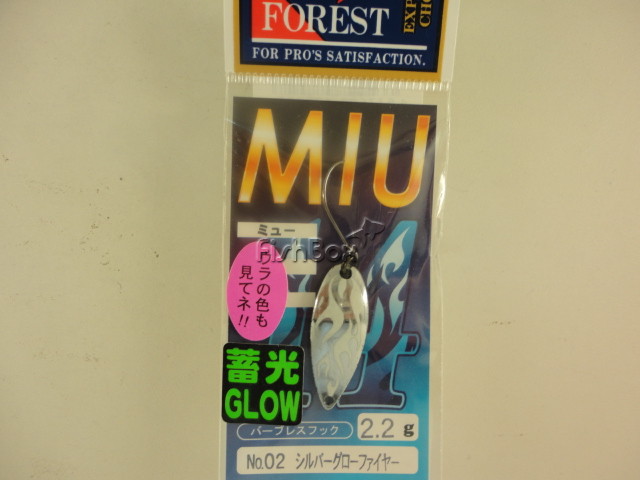 FOREST
FOR PRO'S SATISFACTION.
MIU
ミュー
FishBox
ウラの色も
見てネ!!
蓄光
GLOW
バーブレスフック
2.2g
No.02 シルバーグローファイヤー